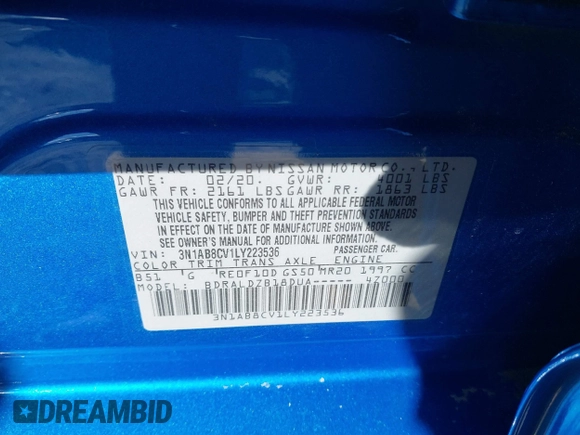 MANUFACTURED BY NISSAN MOTOR CO., LTD.
DATE: 02/20. GVWR: 4001 LBS
GAWR FR: 2161 LBS GAWR RR: 1863 LBS
THIS VEHICLE CONFORMS TO ALL APPLICABLE FEDERAL MOTOR
VEHICLE SAFETY, BUMPER AND THEFT PREVENTION STANDARDS
IN EFFECT ON THE DATE OF MANUFACTURE SHOWN ABOVE.
SEE OWNER'S MANUAL FOR ADDITIONAL INFORMATION.
VIN: 3N1AB8CV1LY223536 PASSENGER CAR.
COLOR TRIM TRANS AXLE ENGINE
B51 G RE0F10D GS50 MR20 1997 CC
MODEL: BDRALDZB18DUA----- 4Z000
3N1AB8CV1LY223536
DREAMBID